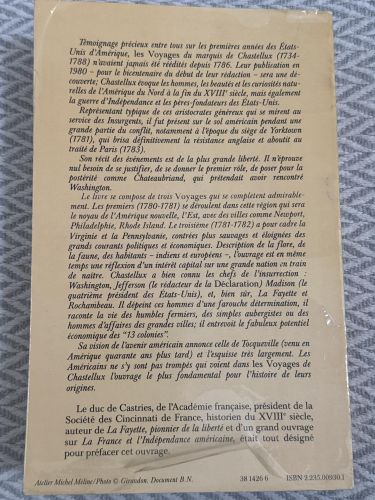 Témoignage précieux entre tous sur les premières années des États-
Unis d'Amérique, les Voyages du marquis de Chastellux (1734-
1788) n'avaient jamais été réédités depuis 1786. Leur publication en
1980 – pour le bicentenaire du début de leur rédaction – sera une dé-
couverte; Chastellux évoque les hommes, les beautés et les curiosités natu-
relles de l'Amérique du Nord à la fin du XVIIIe siècle, mais également
la guerre d'Indépendance et les pères-fondateurs des États-Unis.
Représentant typique de ces aristocrates généreux qui se mirent au
service des Insurgents, il fut présent sur le sol américain pendant une
grande partie du conflit, notamment à l'époque du siège de Yorktown
(1781), qui brisa définitivement la résistance anglaise et aboutit au
traité de Paris (1783).
Son récit des événements est de la plus grande liberté. Il n'éprouve
nul besoin de se justifier, de se donner le premier rôle, de poser pour la
postérité comme Chateaubriand, qui prétendait avoir rencontré
Washington.
Le livre se compose de trois Voyages qui se complètent admirable-
ment. Les premiers (1780-1781) se déroulent dans cette région qui sera
le noyau de l'Amérique nouvelle, l'Est, avec des villes comme Newport,
Philadelphie, Rhode Island. Le troisième (1781-1782) a pour cadre la
Virginie et la Pennsylvanie, contrées plus sauvages et éloignées des
grands courants politiques et économiques. Description de la flore, de
la faune, des habitants – indiens et européens –, l'ouvrage est en même
temps une réflexion d'un intérêt capital sur une grande nation en train
de naître. Chastellux a bien connu les chefs de l'insurrection :
Washington, Jefferson (le rédacteur de la Déclaration) Madison (le
quatrième président des États-Unis), et, bien sûr, La Fayette et
Rochambeau. Il dépeint ces hommes d'une farouche détermination, il
raconte la vie des humbles fermiers, des simples aubergistes ou des
hommes d'affaires des grandes villes; il entrevoit le fabuleux potentiel
économique des "13 colonies".
Sa vision de l'avenir américain annonce celle de Tocqueville (venu en
Amérique quarante ans plus tard) et l'esquisse très largement. Les
Américains ne s'y sont pas trompés qui voient dans les Voyages de
Chastellux l'ouvrage le plus fondamental pour l'histoire de leurs
origines.
Le duc de Castries, de l'Académie française, président de la
Société des Cincinnati de France, historien du XVIIIe siècle,
auteur de La Fayette, pionnier de la liberté et d'un grand ouvrage
sur La France et l'Indépendance américaine, était tout désigné
pour préfacer cet ouvrage.
Atelier Michel Méline/Photo © Giraudon, Document B.N.
38 1426 6
ISBN 2.235.00930.1